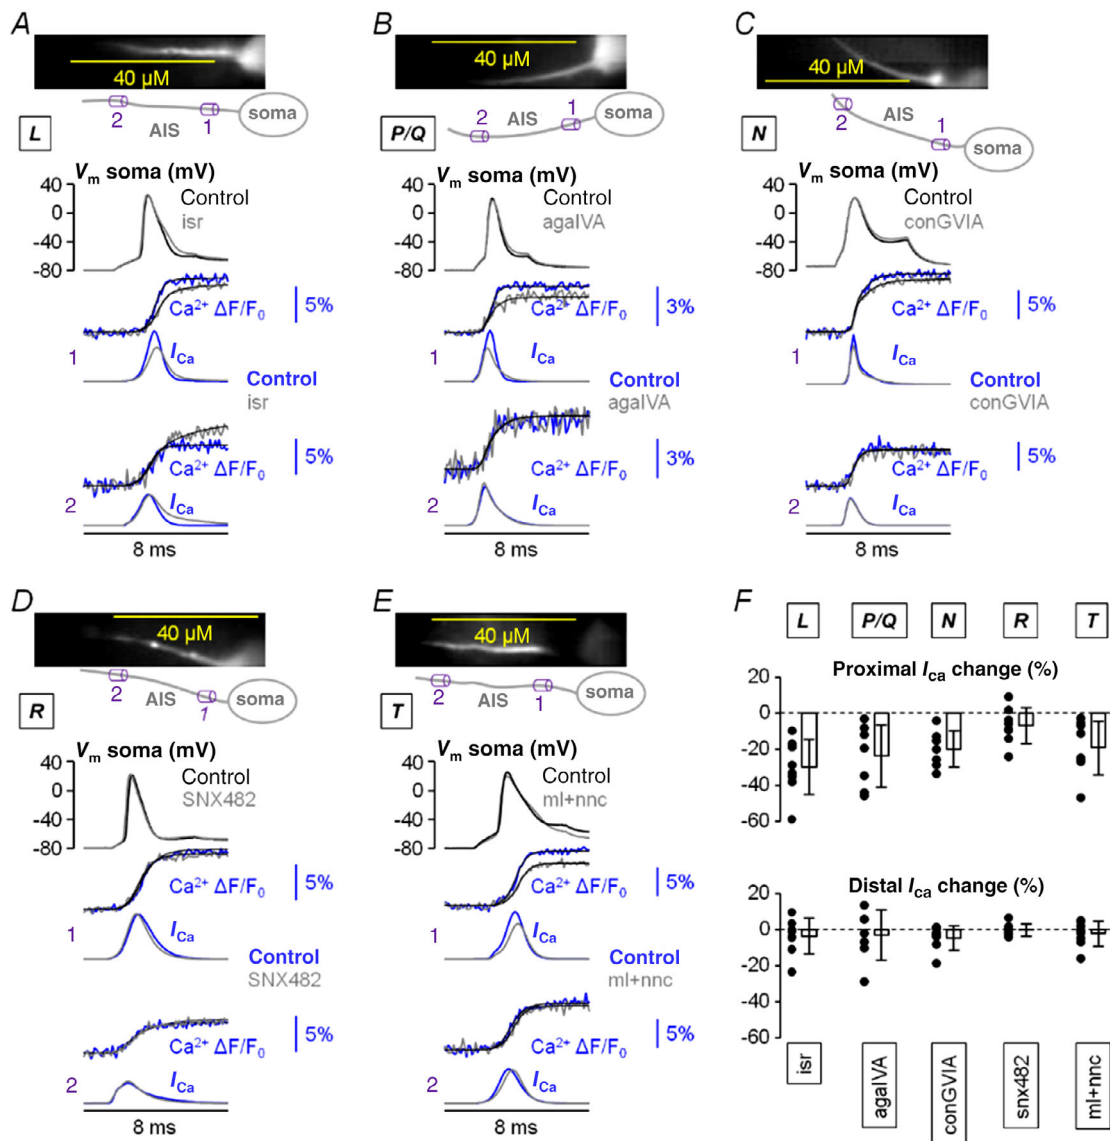 A
40 µM
soma
2
AIS
1
L
Vm soma (mV)
40
0
-40
-80
Control
isr
Ca2+ ΔF/F0
5%
1
ICa
Control
isr
Ca2+ ΔF/F0
5%
2
ICa
8 ms
B
40 µM
1
2
AIS
soma
P/Q
Vm soma (mV)
40
0
-40
-80
Control
agaIVA
Ca2+ ΔF/F0
3%
1
ICa
Control
agaIVA
Ca2+ ΔF/F0
3%
2
ICa
8 ms
C
40 µM
AIS
1
2
soma
N
Vm soma (mV)
40
0
-40
-80
Control
conGVIA
Ca2+ ΔF/F0
5%
1
ICa
Control
conGVIA
Ca2+ ΔF/F0
5%
2
ICa
8 ms
D
40 µM
2
AIS
1
soma
R
Vm soma (mV)
40
0
-40
-80
Control
SNX482
Ca2+ ΔF/F0
5%
1
ICa
Control
SNX482
Ca2+ ΔF/F0
5%
2
ICa
8 ms
E
40 µM
2
AIS
1
soma
T
Vm soma (mV)
40
0
-40
-80
Control
ml+nnc
Ca2+ ΔF/F0
5%
1
ICa
Control
ml+nnc
Ca2+ ΔF/F0
5%
2
ICa
8 ms
F
L P/Q N R T
Proximal ICa change (%)
20
0
-20
-40
-60
Distal ICa change (%)
20
0
-20
-40
-60
isr
agaIVA
conGVIA
snx482
ml+nnc